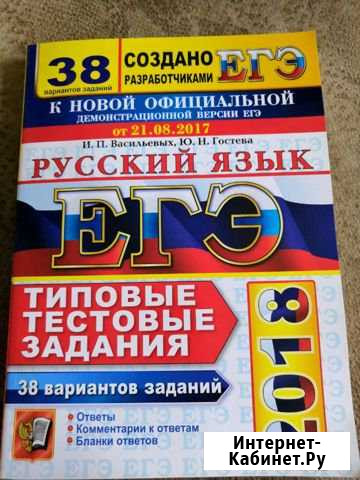 38
вариантов заданий
СОЗДАНО
РАЗРАБОТЧИКАМИ
ЕГЭ
К НОВОЙ ОФИЦИАЛЬНОЙ
ДЕМОНСТРАЦИОННОЙ ВЕРСИИ ЕГЭ
от 21.08.2017
И. П. Васильевых, Ю. Н. Гостева
РУССКИЙ ЯЗЫК
ЕГЭ
ТИПОВЫЕ
ТЕСТОВЫЕ
ЗАДАНИЯ
38 вариантов заданий
2018
Ответы
Комментарии к ответам
Бланки ответов
Интернет-
Кабинет.Ру